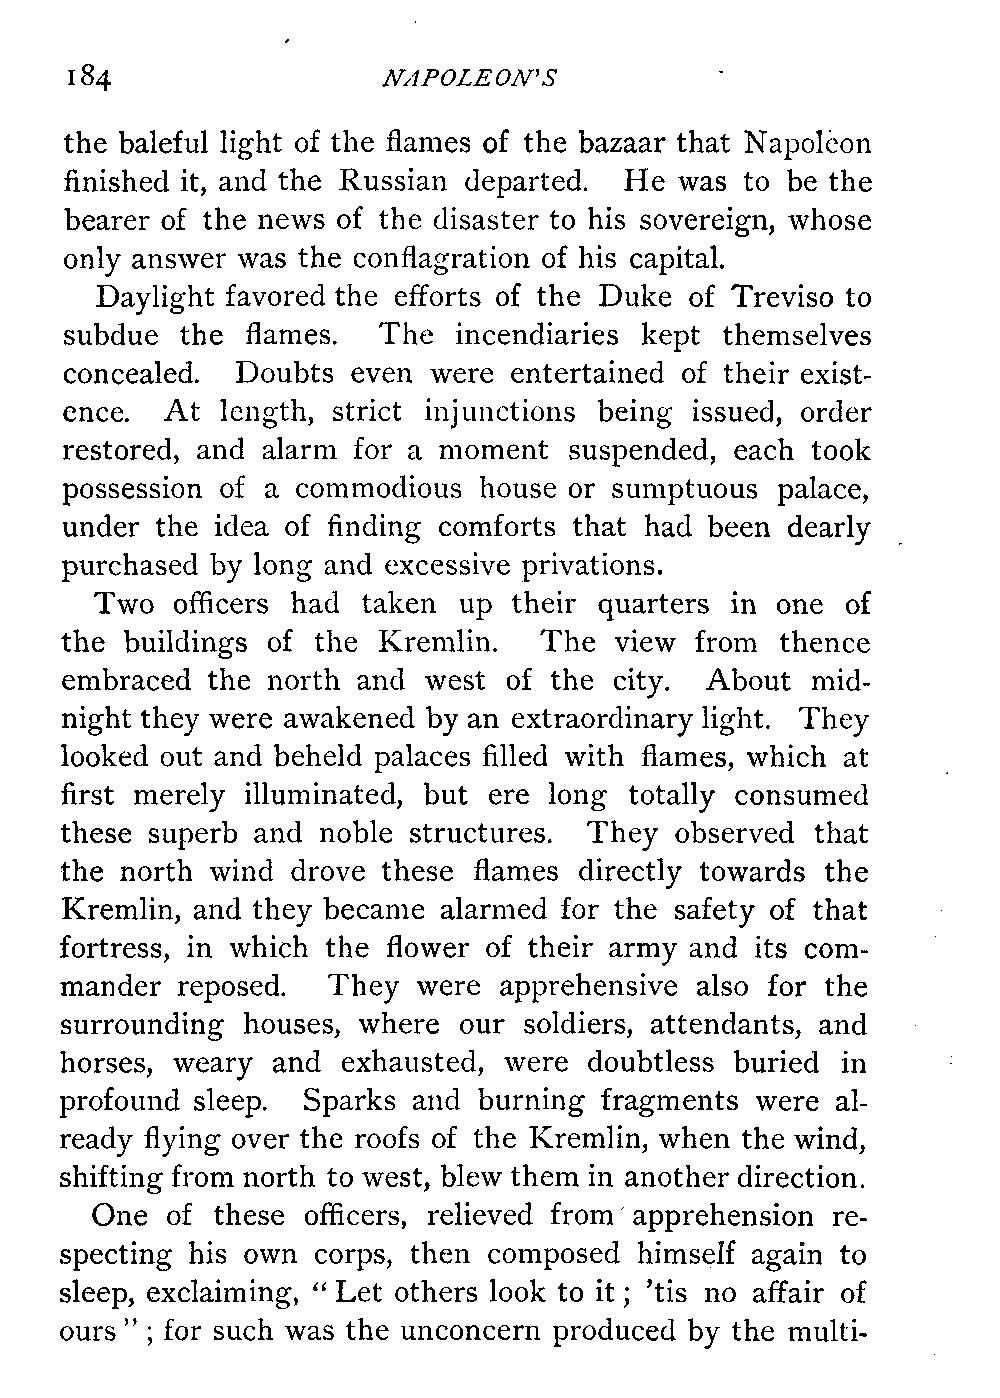 184 NAPOLEON'S
the baleful light of the flames of the bazaar that Napoleon
finished it, and the Russian departed. He was to be the
bearer of the news of the disaster to his sovereign, whose
only answer was the conflagration of his capital.
Daylight favored the efforts of the Duke of Treviso to
subdue the flames. The incendiaries kept themselves
concealed. Doubts even were entertained of their exist-
ence. At length, strict injunctions being issued, order
restored, and alarm for a moment suspended, each took
possession of a commodious house or sumptuous palace,
under the idea of finding comforts that had been dearly
purchased by long and excessive privations.
Two officers had taken up their quarters in one of
the buildings of the Kremlin. The view from thence
embraced the north and west of the city. About mid-
night they were awakened by an extraordinary light. They
looked out and beheld palaces filled with flames, which at
first merely illuminated, but ere long totally consumed
these superb and noble structures. They observed that
the north wind drove these flames directly towards the
Kremlin, and they became alarmed for the safety of that
fortress, in which the flower of their army and its com-
mander reposed. They were apprehensive also for the
surrounding houses, where our soldiers, attendants, and
horses, weary and exhausted, were doubtless buried in
profound sleep. Sparks and burning fragments were al-
ready flying over the roofs of the Kremlin, when the wind,
shifting from north to west, blew them in another direction.
One of these officers, relieved from apprehension re-
specting his own corps, then composed himself again to
sleep, exclaiming, “ Let others look to it ; ’tis no affair of
ours ” ; for such was the unconcern produced by the multi-